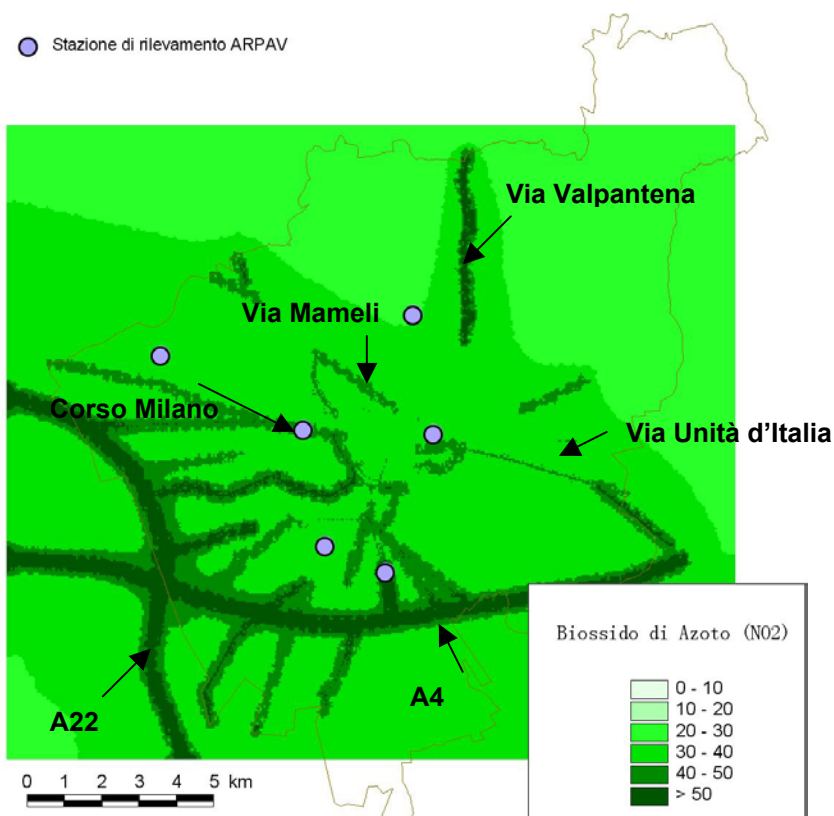 Stazione di rilevamento ARPAV
Via Valpantena
Via Mameli
Corso Milano
Via Unità d'Italia
A22
A4
Biossido di Azoto (NO2)
0 - 10
10 - 20
20 - 30
30 - 40
40 - 50
> 50
0 1 2 3 4 5 km